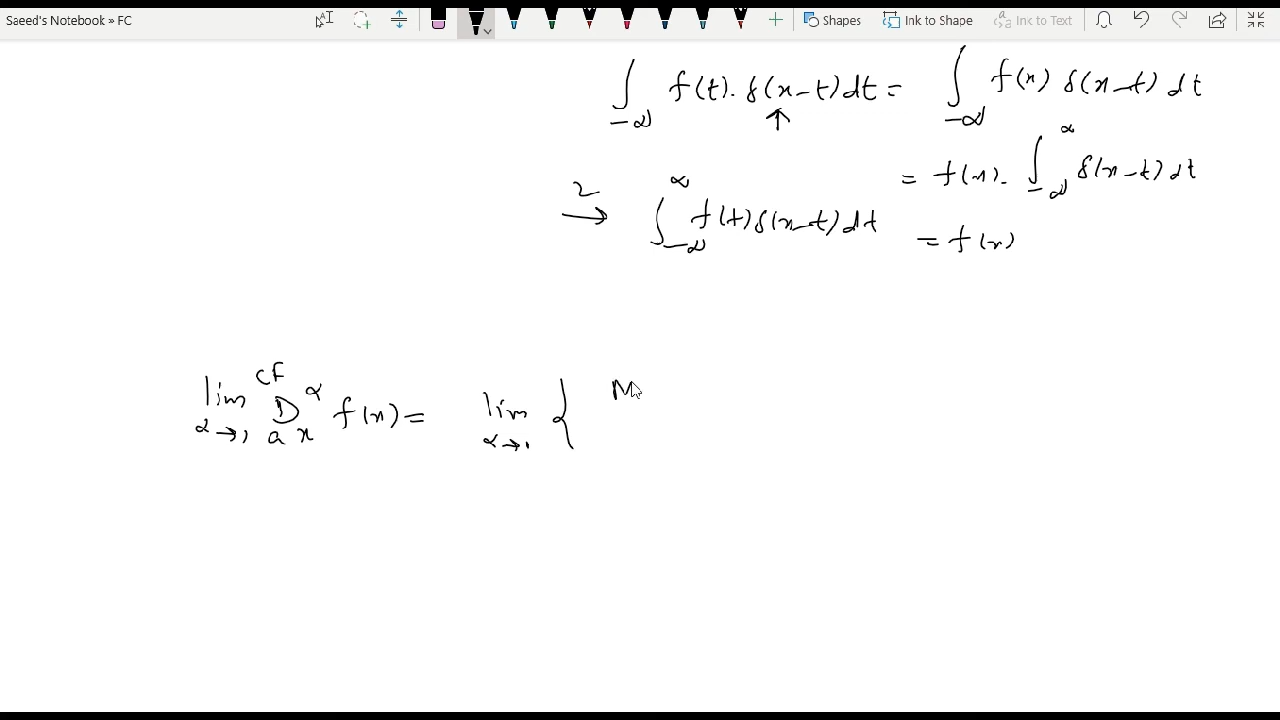 Saeed's Notebook » FC
Shapes Ink to Shape Ink to Text
∫_{-∞} f(t). δ(x-t)dt = ∫_{-∞} f(x) δ(x-t) dt
= f(x). ∫_{-∞}^{∞} δ(x-t) dt
2 → ∫_{-∞}^{∞} f(t) δ(x-t) dt = f(x)
lim_{α→1} ^{CF}_{a}D^{α}_{x} f(x) = lim_{α→1} { M